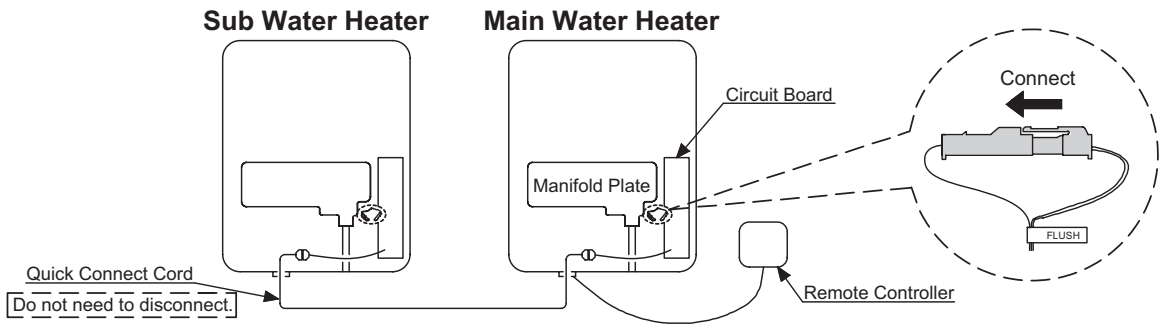 Sub Water Heater
Main Water Heater
Connect
Circuit Board
Manifold Plate
FLUSH
Quick Connect Cord
Do not need to disconnect.
Remote Controller